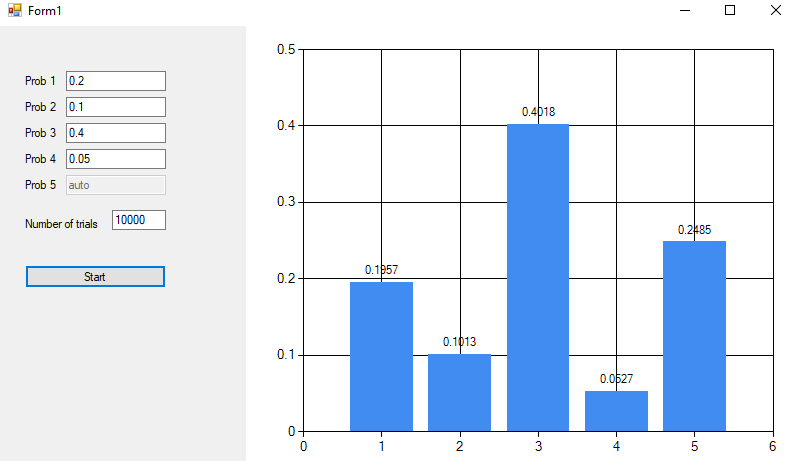 Form1
Prob 1 0.2
Prob 2 0.1
Prob 3 0.4
Prob 4 0.05
Prob 5 auto
Number of trials 10000
Start
0.5
0.4
0.3
0.2
0.1
0
0.1957
0.1013
0.4018
0.0527
0.2485
0 1 2 3 4 5 6